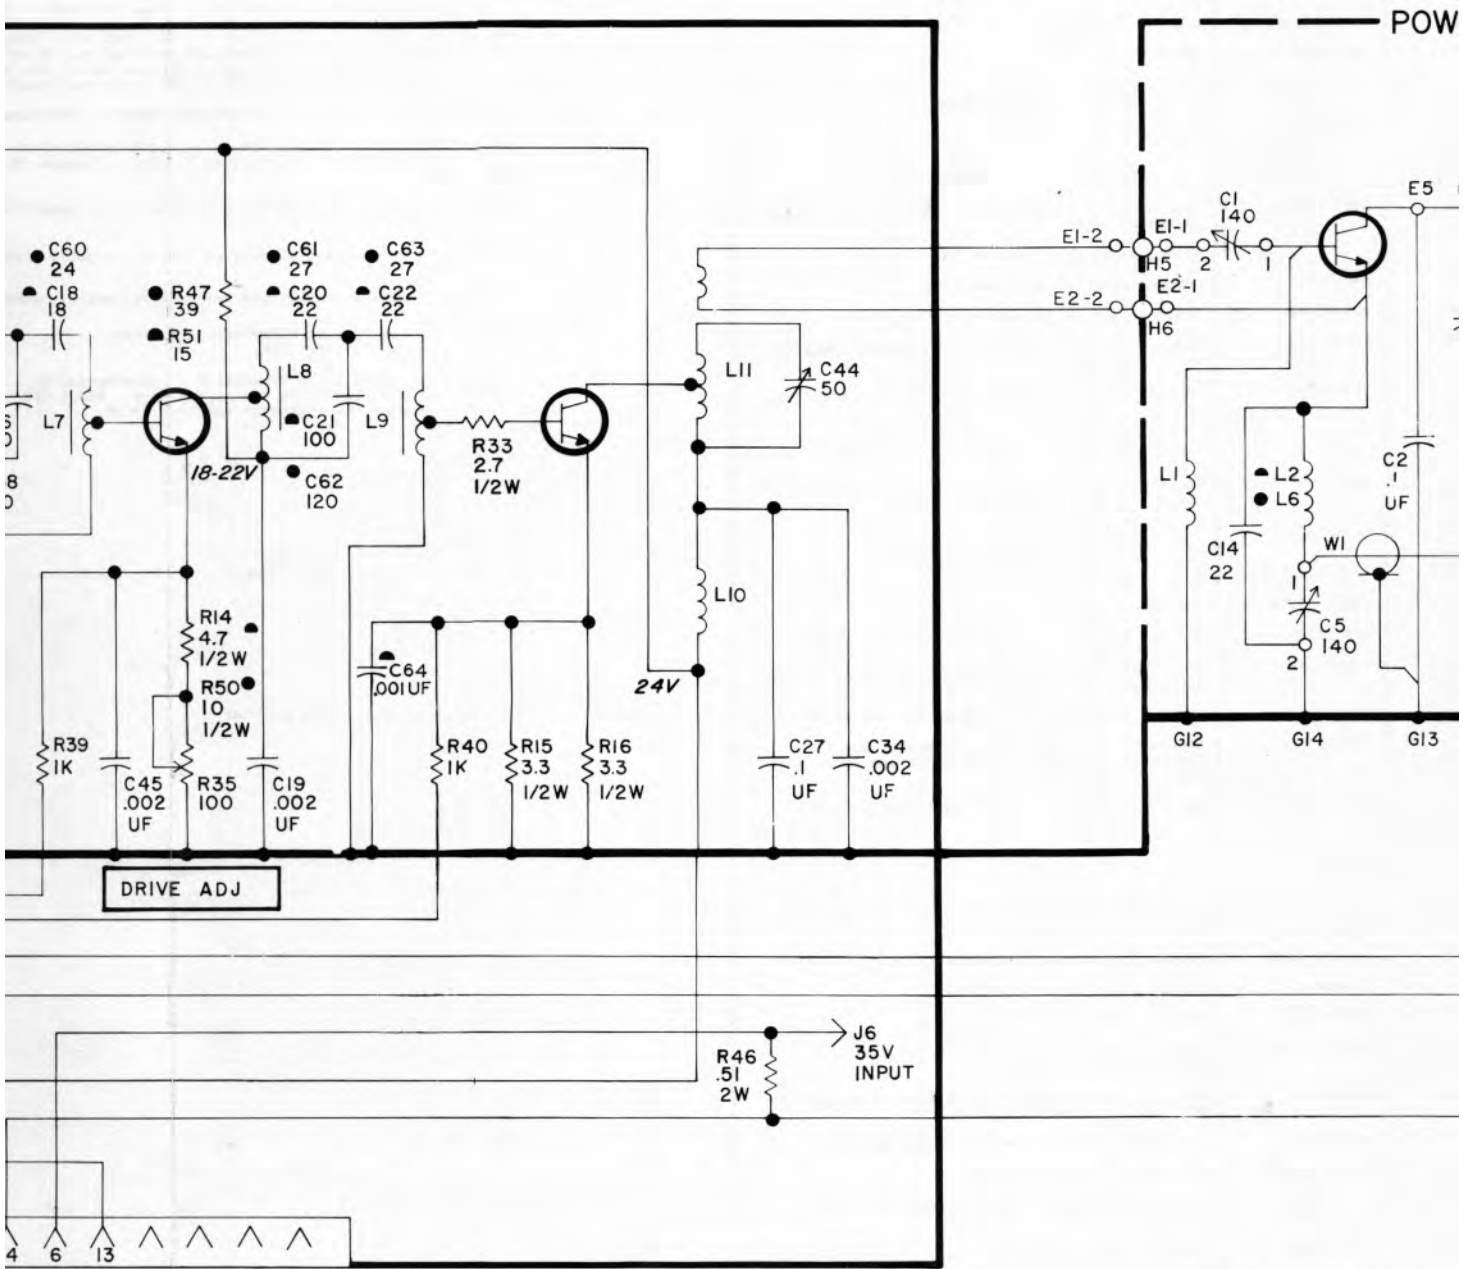 POW
C60
24
C18
18
R47
39
R51
15
C61
27
C20
22
C63
27
C22
22
E1-2
E1-1
H5
2
C1
140
1
E5
E2-2
E2-1
H6
L7
L8
C21
100
L9
18-22V
C62
120
R33
2.7
1/2W
L11
C44
50
L1
L2
L6
C2
.1
UF
C14
22
W1
1
C5
140
2
R14
4.7
1/2W
R50
10
1/2W
C64
.001UF
L10
24V
R39
1K
C45
.002
UF
R35
100
C19
.002
UF
R40
1K
R15
3.3
1/2W
R16
3.3
1/2W
C27
.1
UF
C34
.002
UF
G12
G14
G13
DRIVE ADJ
J6
35V
INPUT
R46
.51
2W
4 6 13